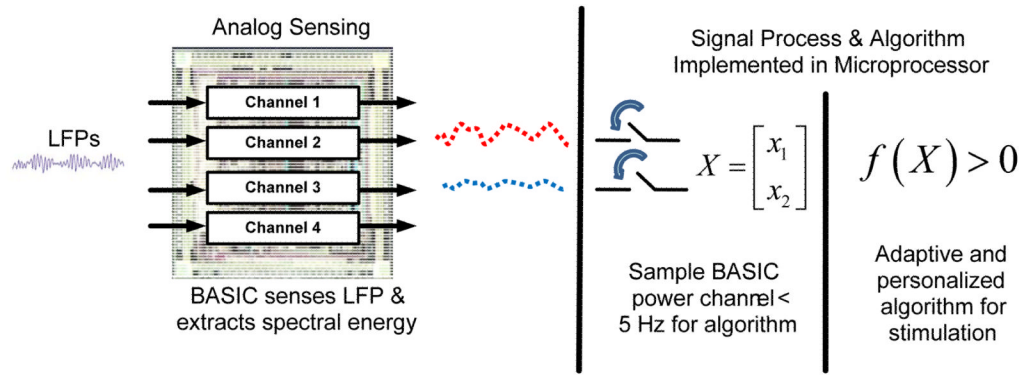 Analog Sensing
LFPs
Channel 1
Channel 2
Channel 3
Channel 4
BASIC senses LFP &
extracts spectral energy
Signal Process & Algorithm
Implemented in Microprocessor
X = [x₁
x₂]
f(X) > 0
Sample BASIC
power channel <
5 Hz for algorithm
Adaptive and
personalized
algorithm for
stimulation